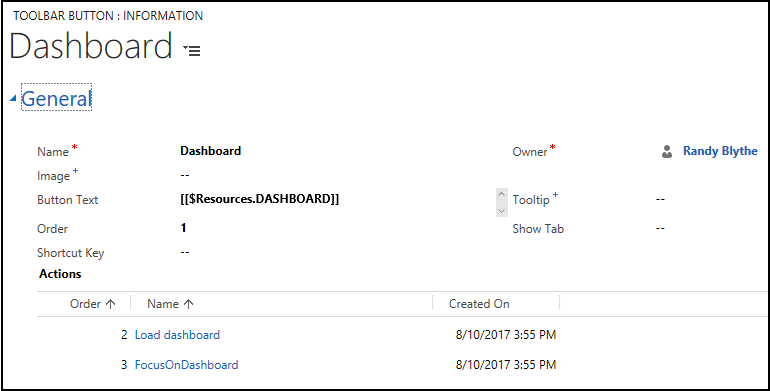 TOOLBAR BUTTON : INFORMATION
Dashboard
General
Name * Dashboard Owner * Randy Blythe
Image + --
Button Text [[$Resources.DASHBOARD]] Tooltip + --
Order 1 Show Tab --
Shortcut Key --
Actions
Order ↑ Name ↑ Created On
2 Load dashboard 8/10/2017 3:55 PM
3 FocusOnDashboard 8/10/2017 3:55 PM